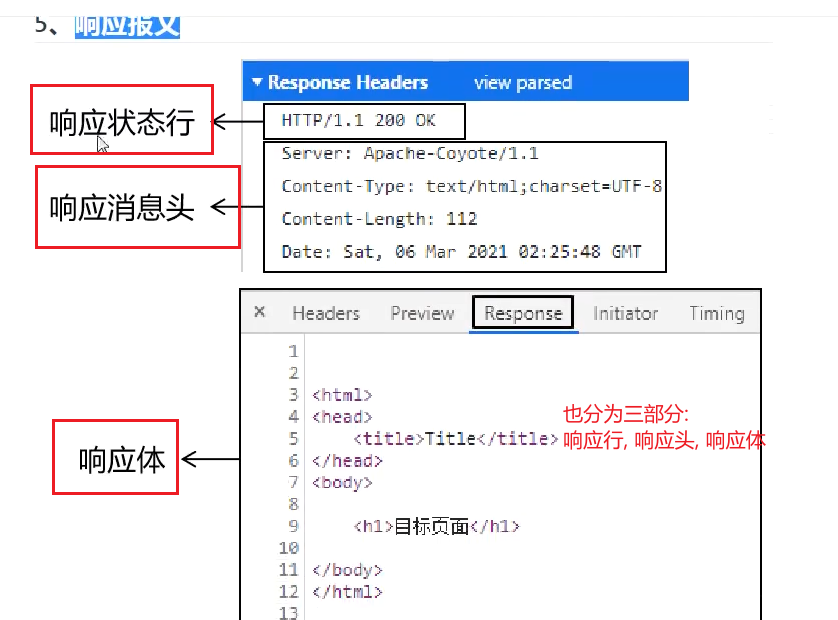 5、响应报文
▼ Response Headers view parsed
响应状态行
HTTP/1.1 200 OK
响应消息头
Server: Apache-Coyote/1.1
Content-Type: text/html;charset=UTF-8
Content-Length: 112
Date: Sat, 06 Mar 2021 02:25:48 GMT
× Headers Preview Response Initiator Timing
1
2
3 <html>
4 <head>
5 <title>Title</title>
6 </head>
7 <body>
8
9 <h1>目标页面</h1>
10
11 </body>
12 </html>
13
也分为三部分:
响应行, 响应头, 响应体
响应体